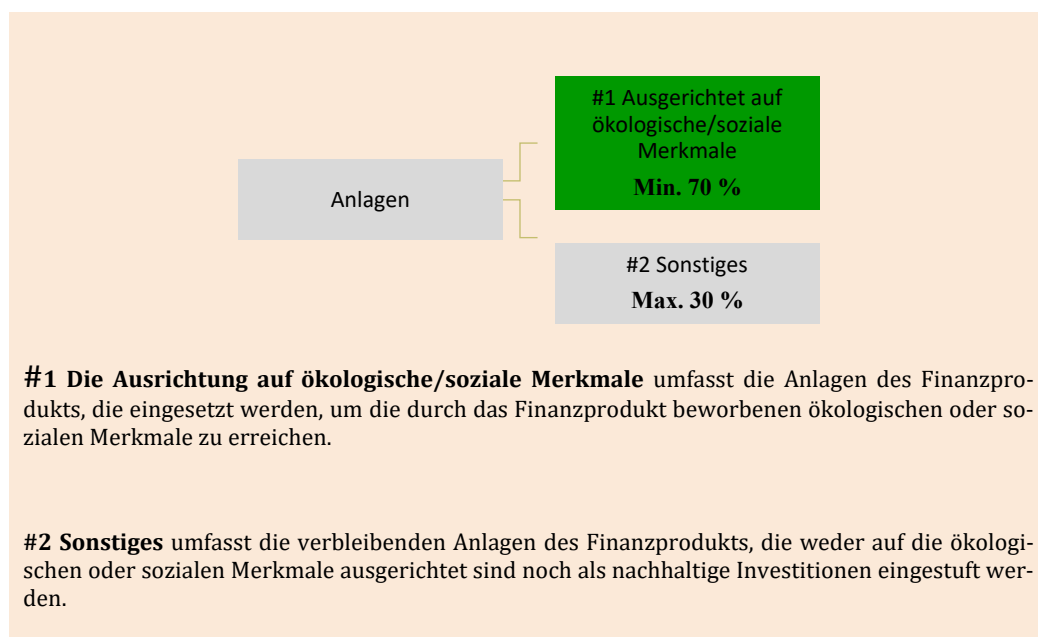 #1 Ausgerichtet auf
ökologische/soziale
Merkmale
Min. 70 %
Anlagen
#2 Sonstiges
Max. 30 %
#1 Die Ausrichtung auf ökologische/soziale Merkmale umfasst die Anlagen des Finanzpro-
dukts, die eingesetzt werden, um die durch das Finanzprodukt beworbenen ökologischen oder so-
zialen Merkmale zu erreichen.
#2 Sonstiges umfasst die verbleibenden Anlagen des Finanzprodukts, die weder auf die ökologi-
schen oder sozialen Merkmale ausgerichtet sind noch als nachhaltige Investitionen eingestuft wer-
den.